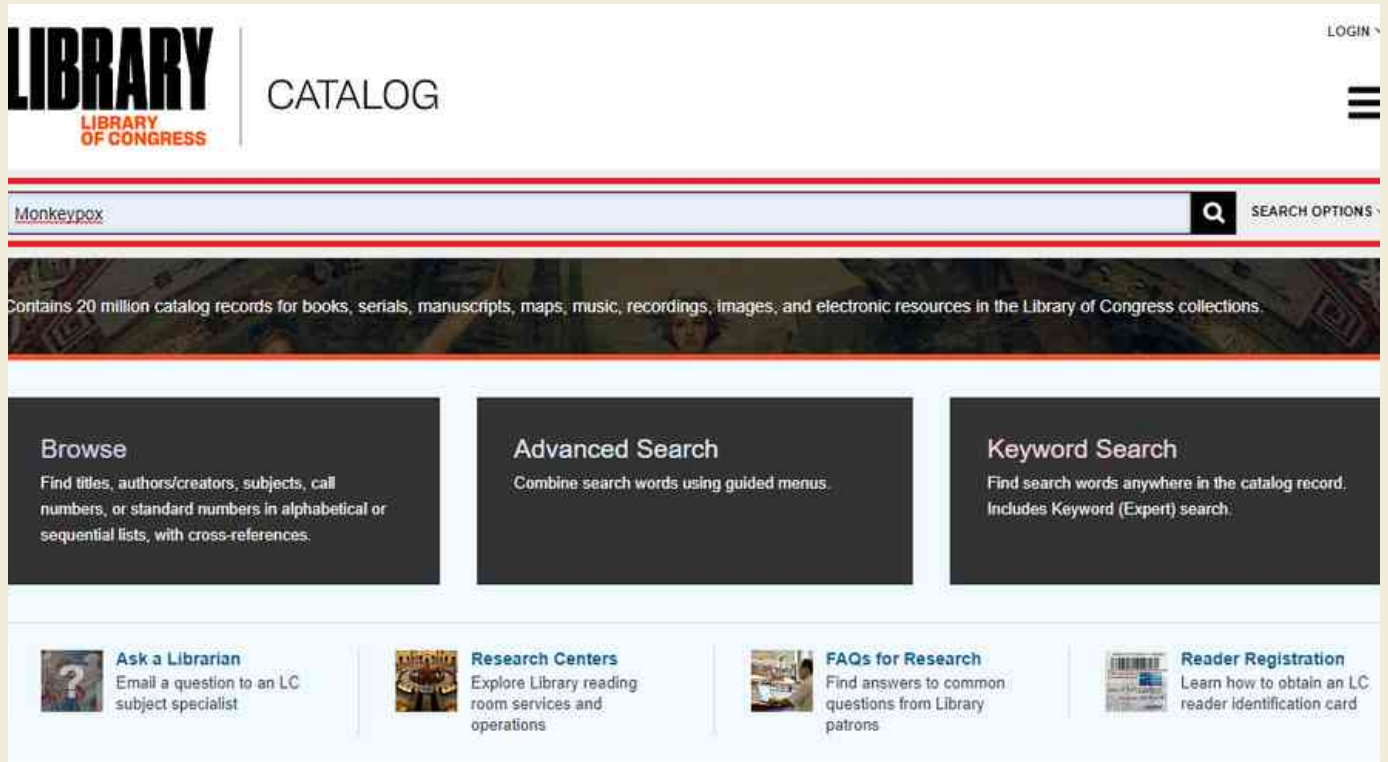 LOGIN
LIBRARY
LIBRARY
OF CONGRESS
CATALOG
Monkeypox
SEARCH OPTIONS
Contains 20 million catalog records for books, serials, manuscripts, maps, music, recordings, images, and electronic resources in the Library of Congress collections.
Browse
Find titles, authors/creators, subjects, call
numbers, or standard numbers in alphabetical or
sequential lists, with cross-references.
Advanced Search
Combine search words using guided menus.
Keyword Search
Find search words anywhere in the catalog record.
Includes Keyword (Expert) search.
Ask a Librarian
Email a question to an LC
subject specialist
Research Centers
Explore Library reading
room services and
operations
FAQs for Research
Find answers to common
questions from Library
patrons
Reader Registration
Learn how to obtain an LC
reader identification card